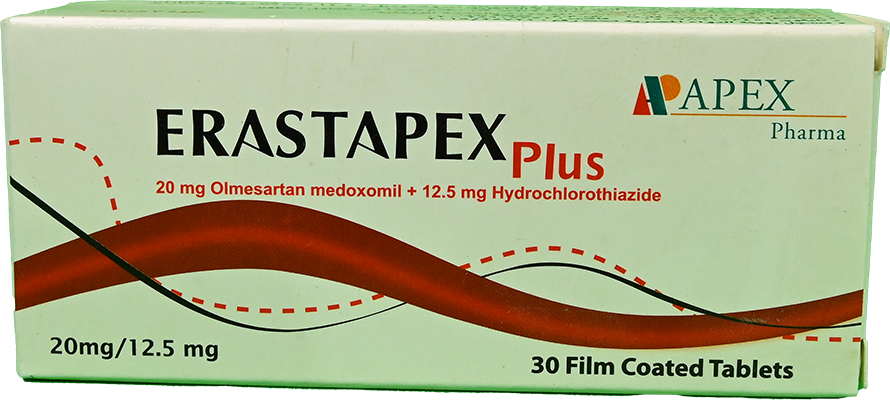 ERASTAPEX Plus
APEX
Pharma
20 mg Olmesartan medoxomil + 12.5 mg Hydrochlorothiazide
20mg/12.5 mg
30 Film Coated Tablets